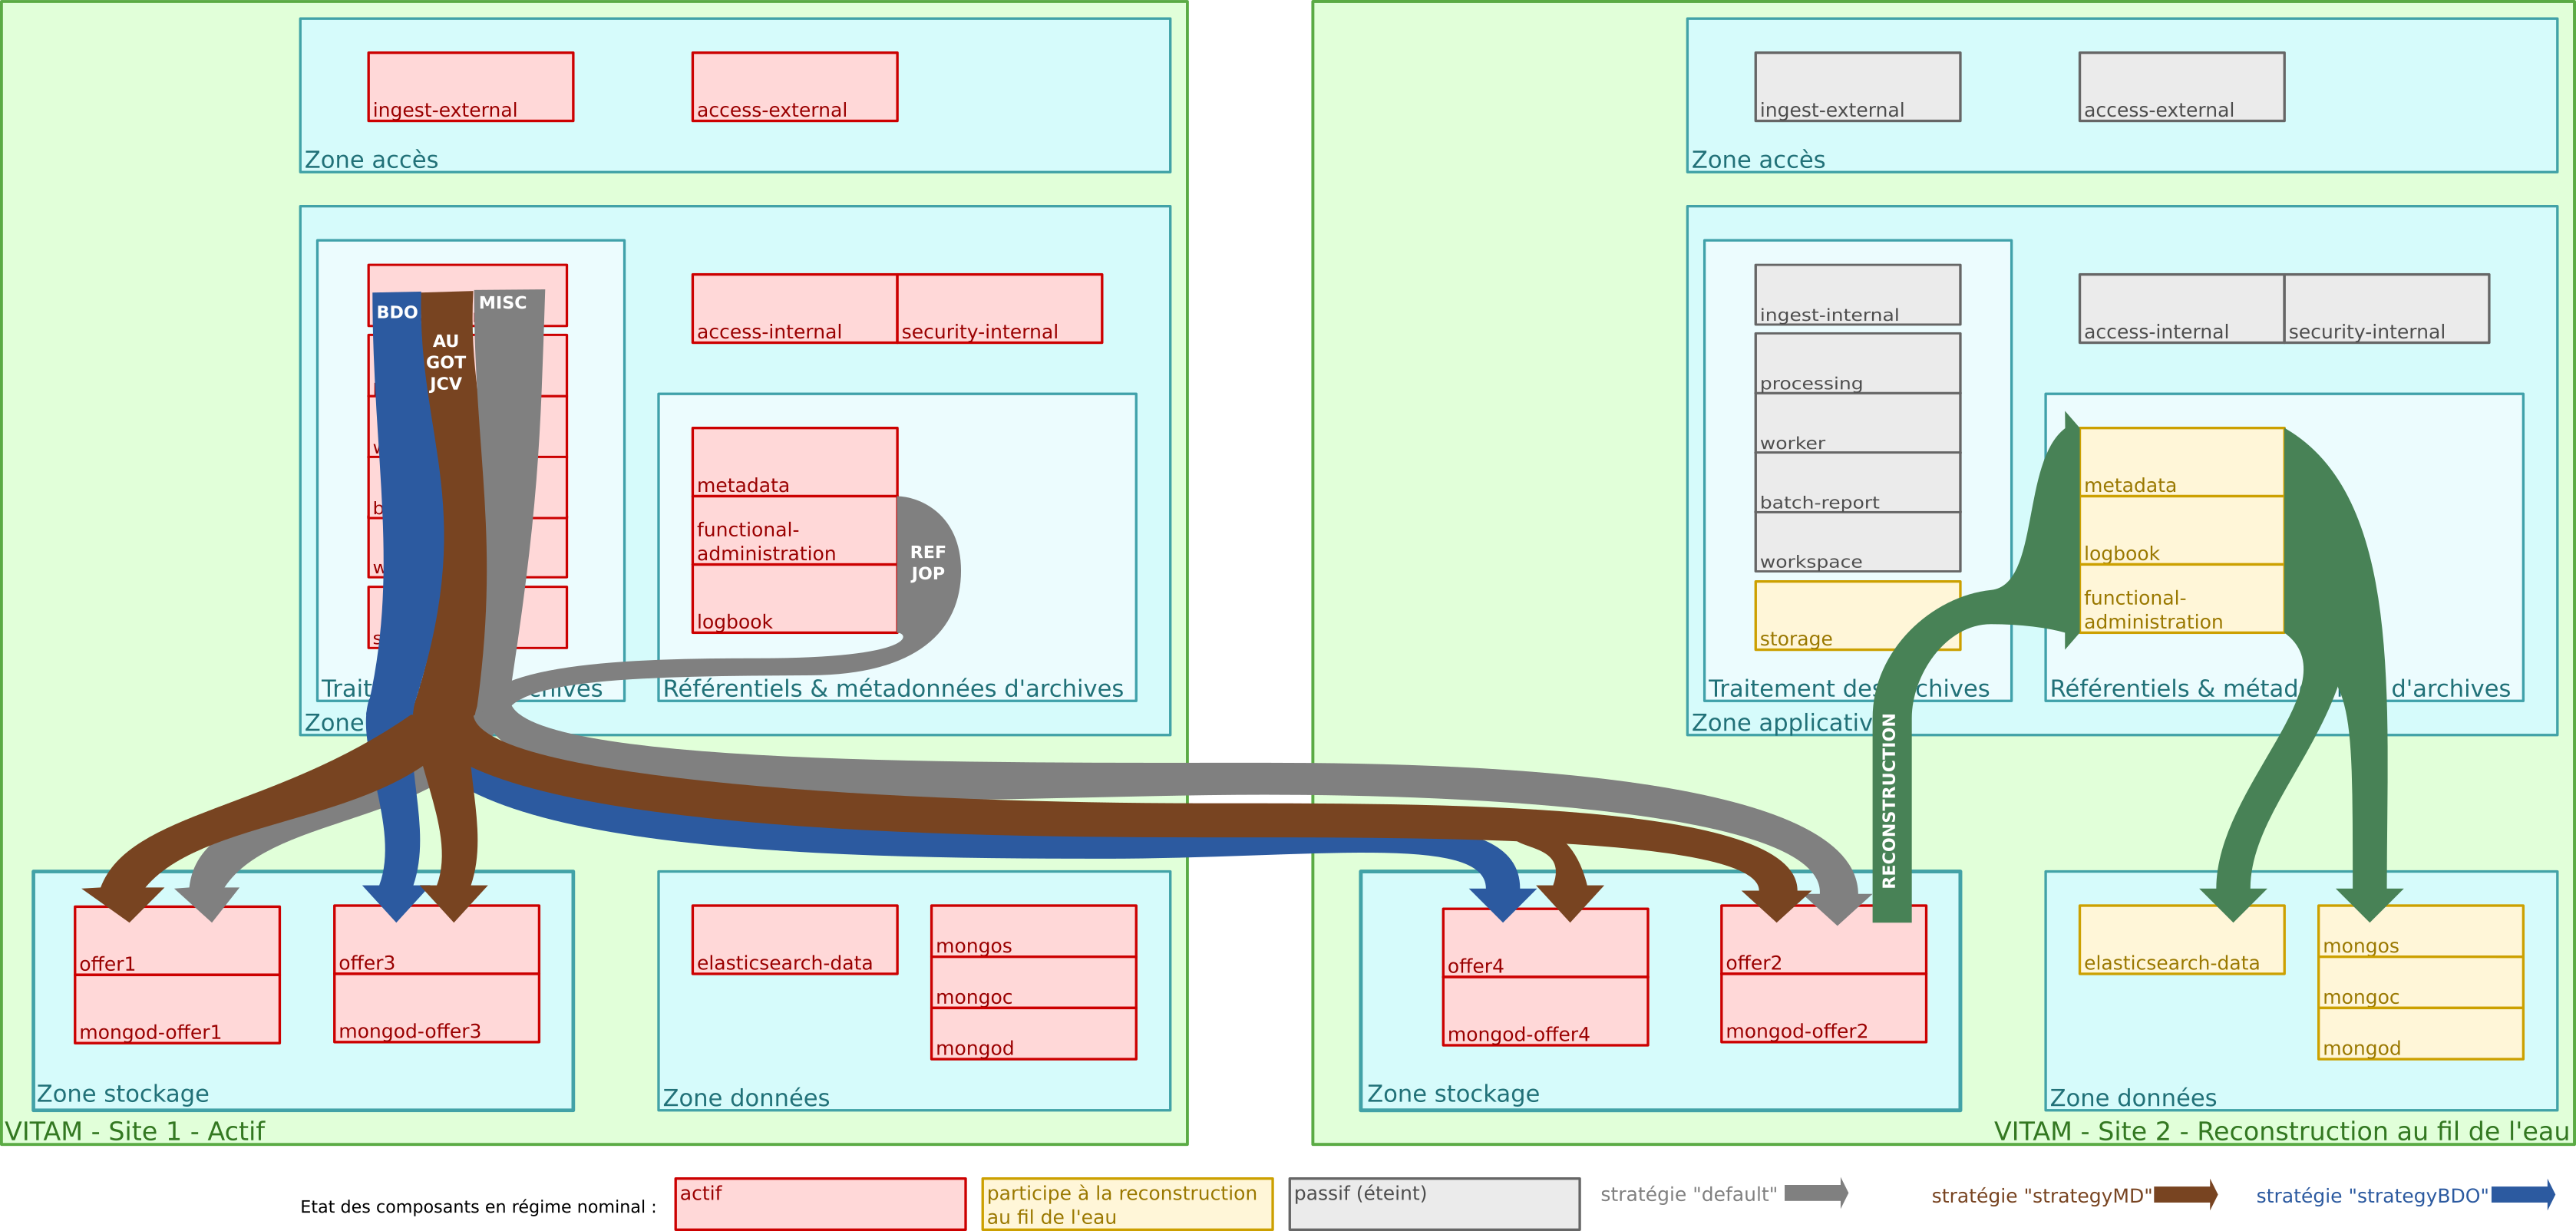 ingest-external
access-external
Zone accès
BDO
AU
GOT
JCV
MISC
access-internal
security-internal
metadata
functional-
administration
logbook
REF
JOP
Référentiels & métadonnées d'archives
Zone
offer1
mongod-offer1
offer3
mongod-offer3
Zone stockage
elasticsearch-data
mongos
mongoc
mongod
Zone données
VITAM - Site 1 - Actif
ingest-external
access-external
Zone accès
ingest-internal
processing
worker
batch-report
workspace
storage
Traitement des archives
access-internal
security-internal
metadata
logbook
functional-
administration
Référentiels & d'archives
Zone
RECONSTRUCTION
offer4
mongod-offer4
offer2
mongod-offer2
Zone stockage
elasticsearch-data
mongos
mongoc
mongod
Zone données
VITAM - Site 2 - Reconstruction au fil de l'eau
Etat des composants en régime nominal :
actif
participe à la reconstruction
au fil de l'eau
passif (éteint)
stratégie "default"
stratégie "strategyMD"
stratégie "strategyBDO"